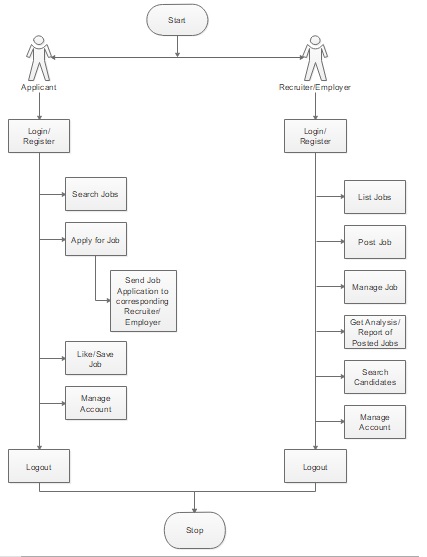 Start
Applicant
Recruiter/Employer
Login/
Register
Login/
Register
Search Jobs
List Jobs
Apply for Job
Post Job
Send Job
Application to
corresponding
Recruiter/
Employer
Manage Job
Get Analysis/
Report of
Posted Jobs
Like/Save
Job
Search
Candidates
Manage
Account
Manage
Account
Logout
Logout
Stop